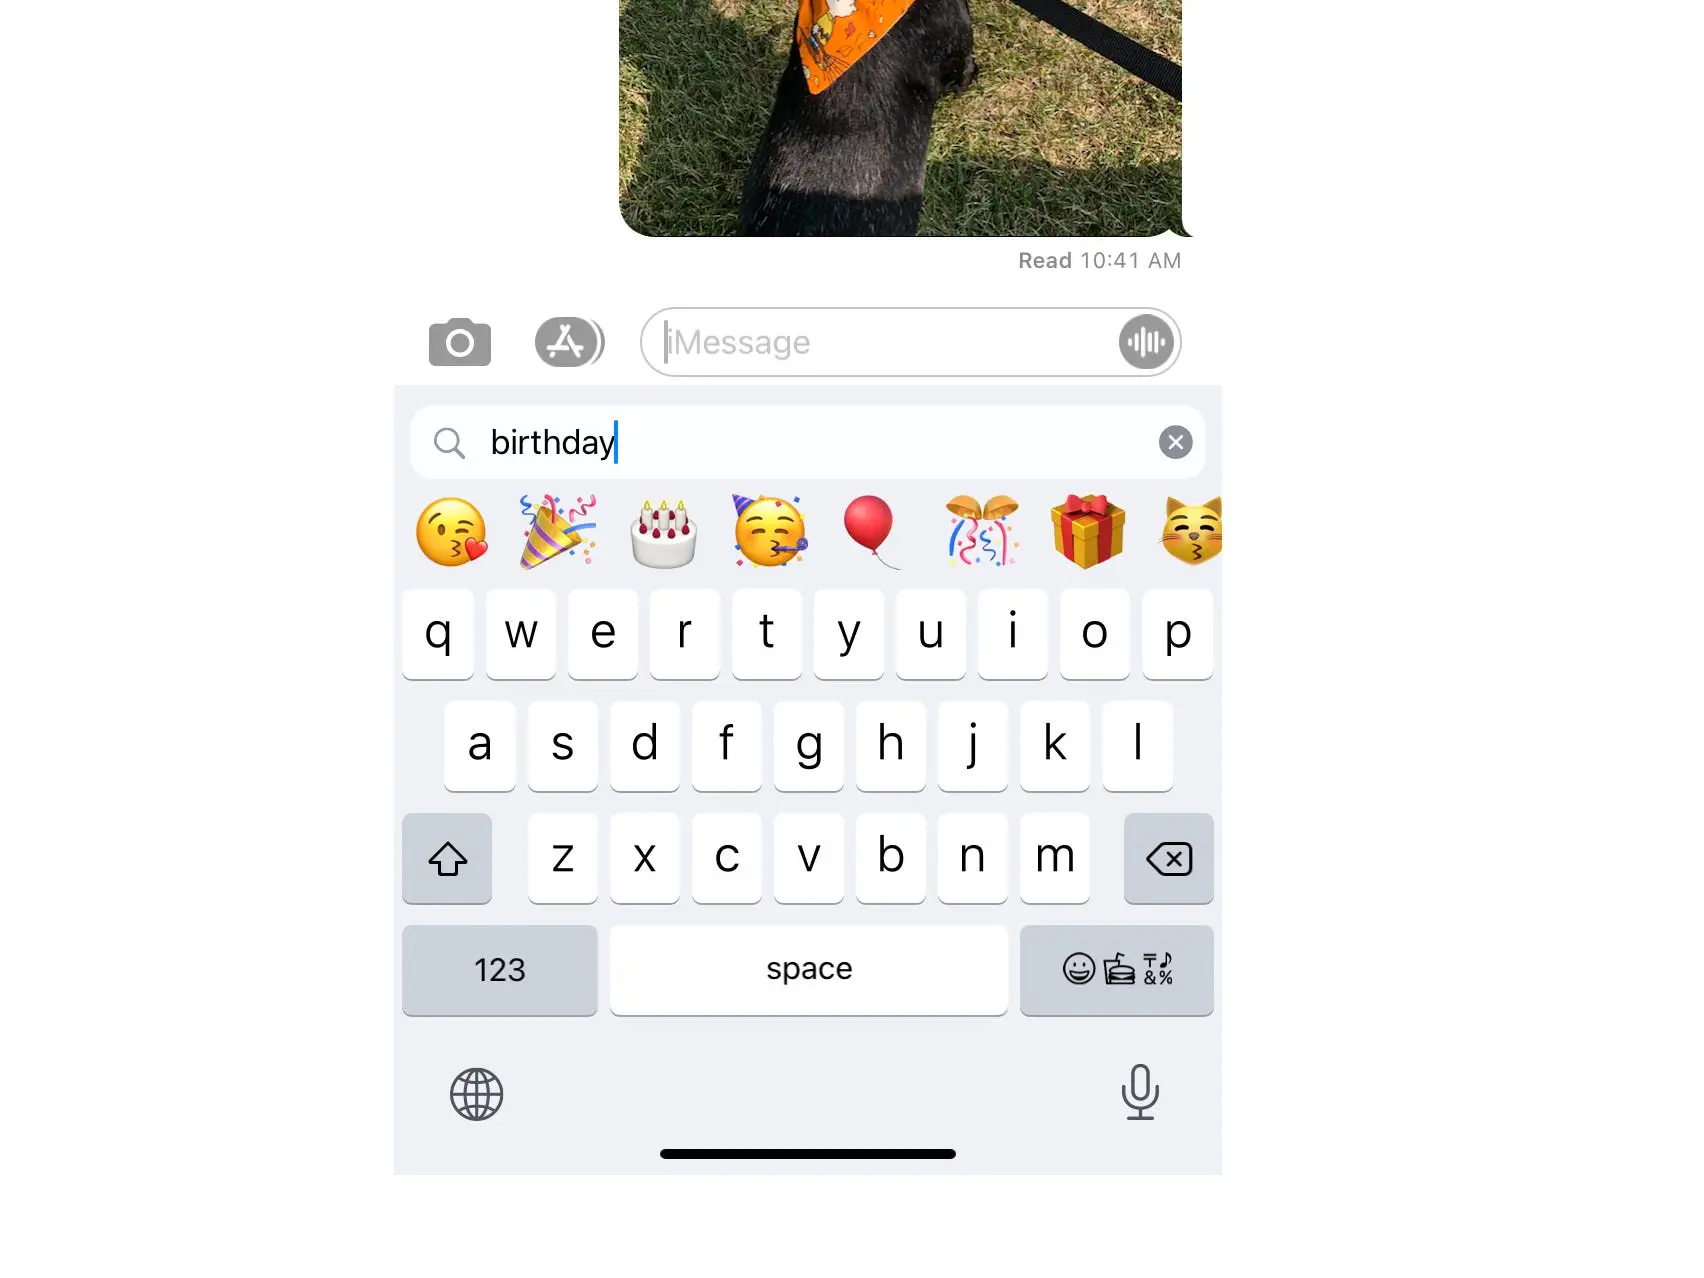 Read 10:41 AM
iMessage
birthday
q w e r t y u i o p
a s d f g h j k l
z x c v b n m
123 space &%